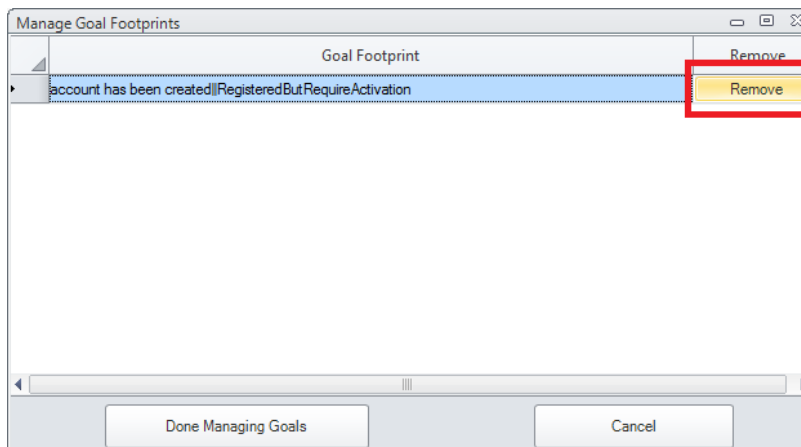 Manage Goal Footprints
Goal Footprint Remove
account has been created||RegisteredButRequireActivation Remove
Done Managing Goals Cancel